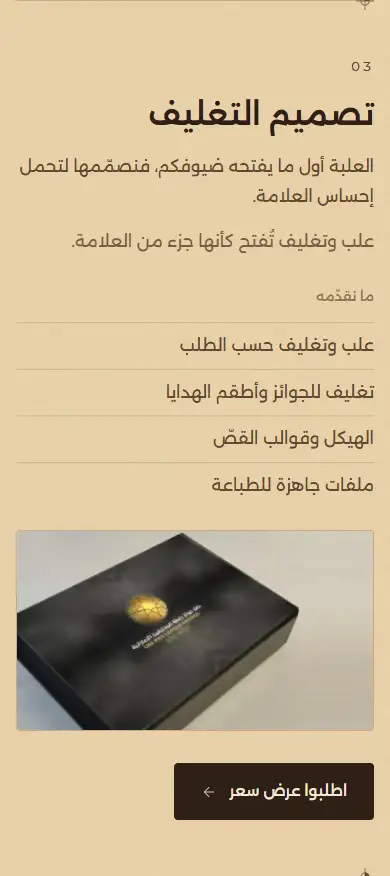 03
تصميم التغليف
العلبة أول ما يفتحه ضيوفكم، فنصمّمها لتحمل
إحساس العلامة.
علب وتغليف تُفتح كأنها جزء من العلامة.
ما نقدّمه
علب وتغليف حسب الطلب
تغليف للجوائز وأطقم الهدايا
الهيكل وقوالب القصّ
ملفات جاهزة للطباعة
اطلبوا عرض سعر ←